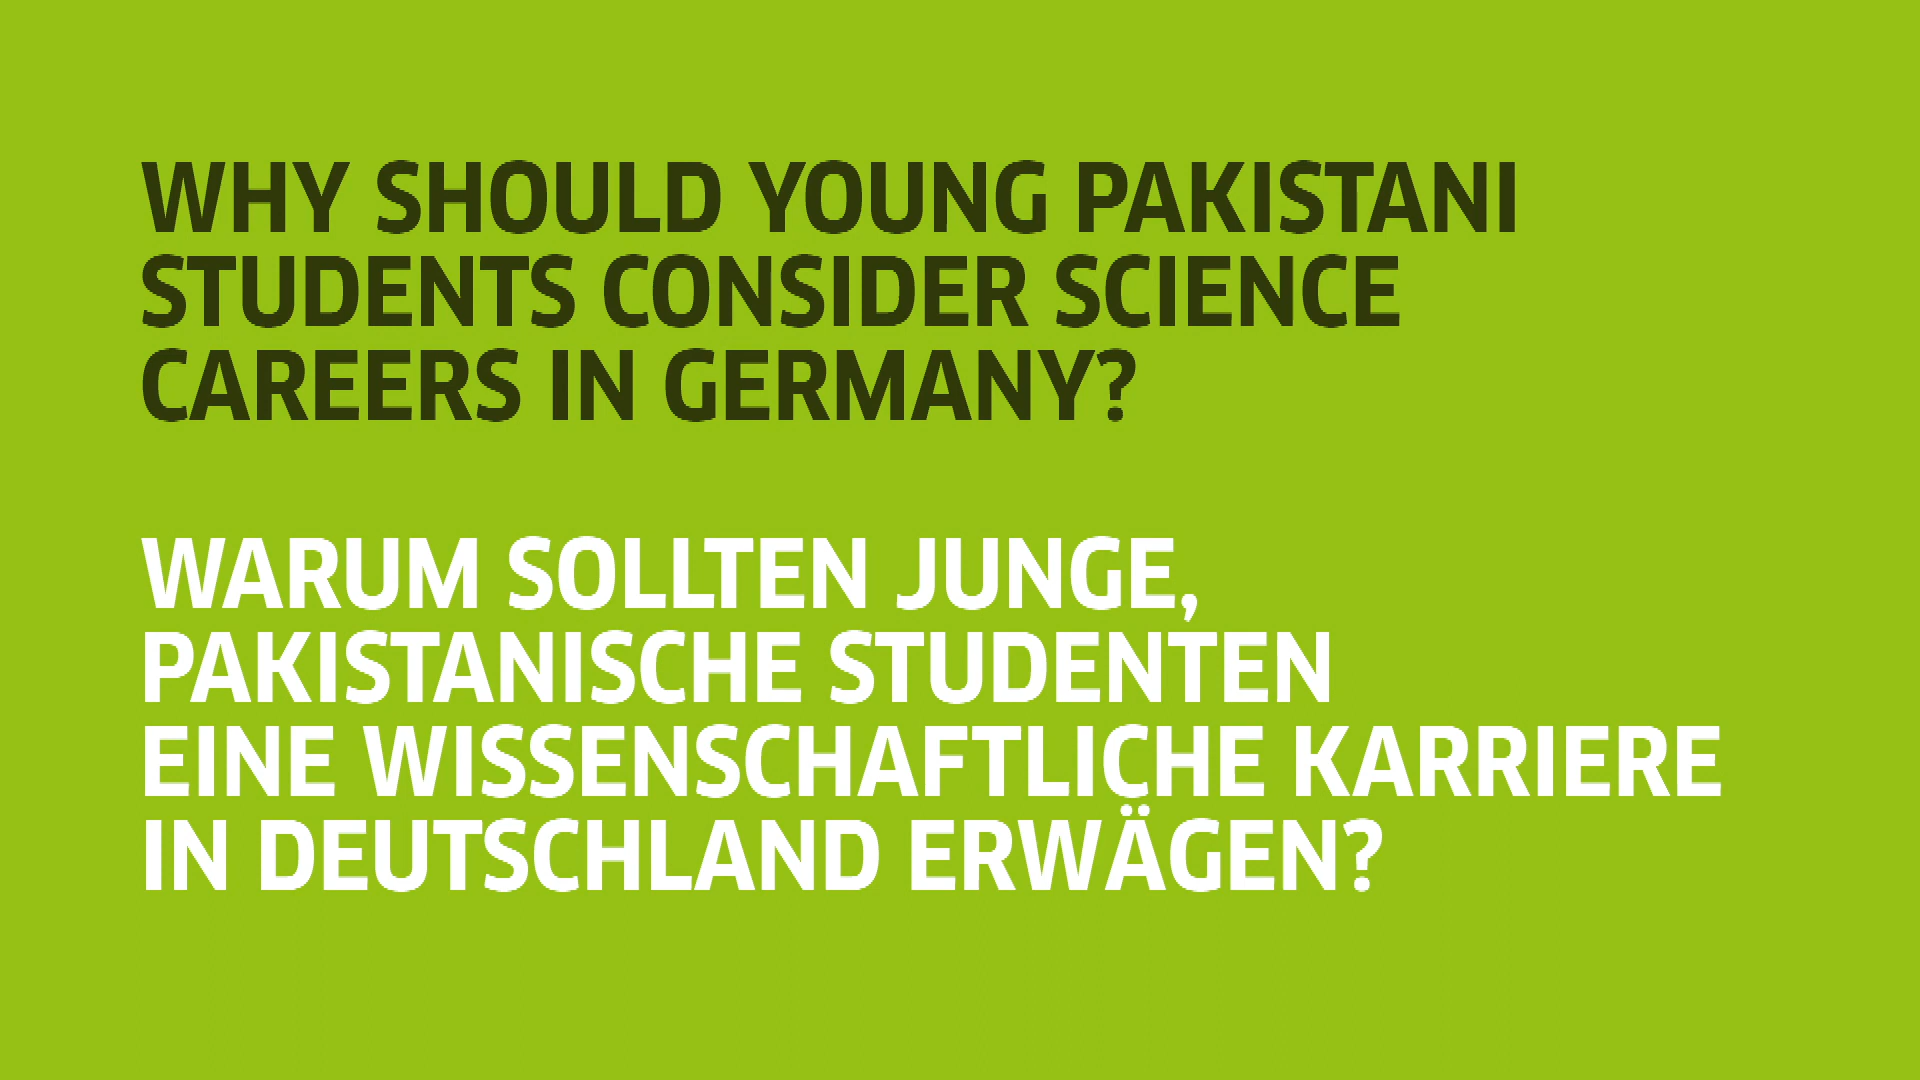 WHY SHOULD YOUNG PAKISTANI
STUDENTS CONSIDER SCIENCE
CAREERS IN GERMANY?
WARUM SOLLTEN JUNGE,
PAKISTANISCHE STUDENTEN
EINE WISSENSCHAFTLICHE KARRIERE
IN DEUTSCHLAND ERWÄGEN?